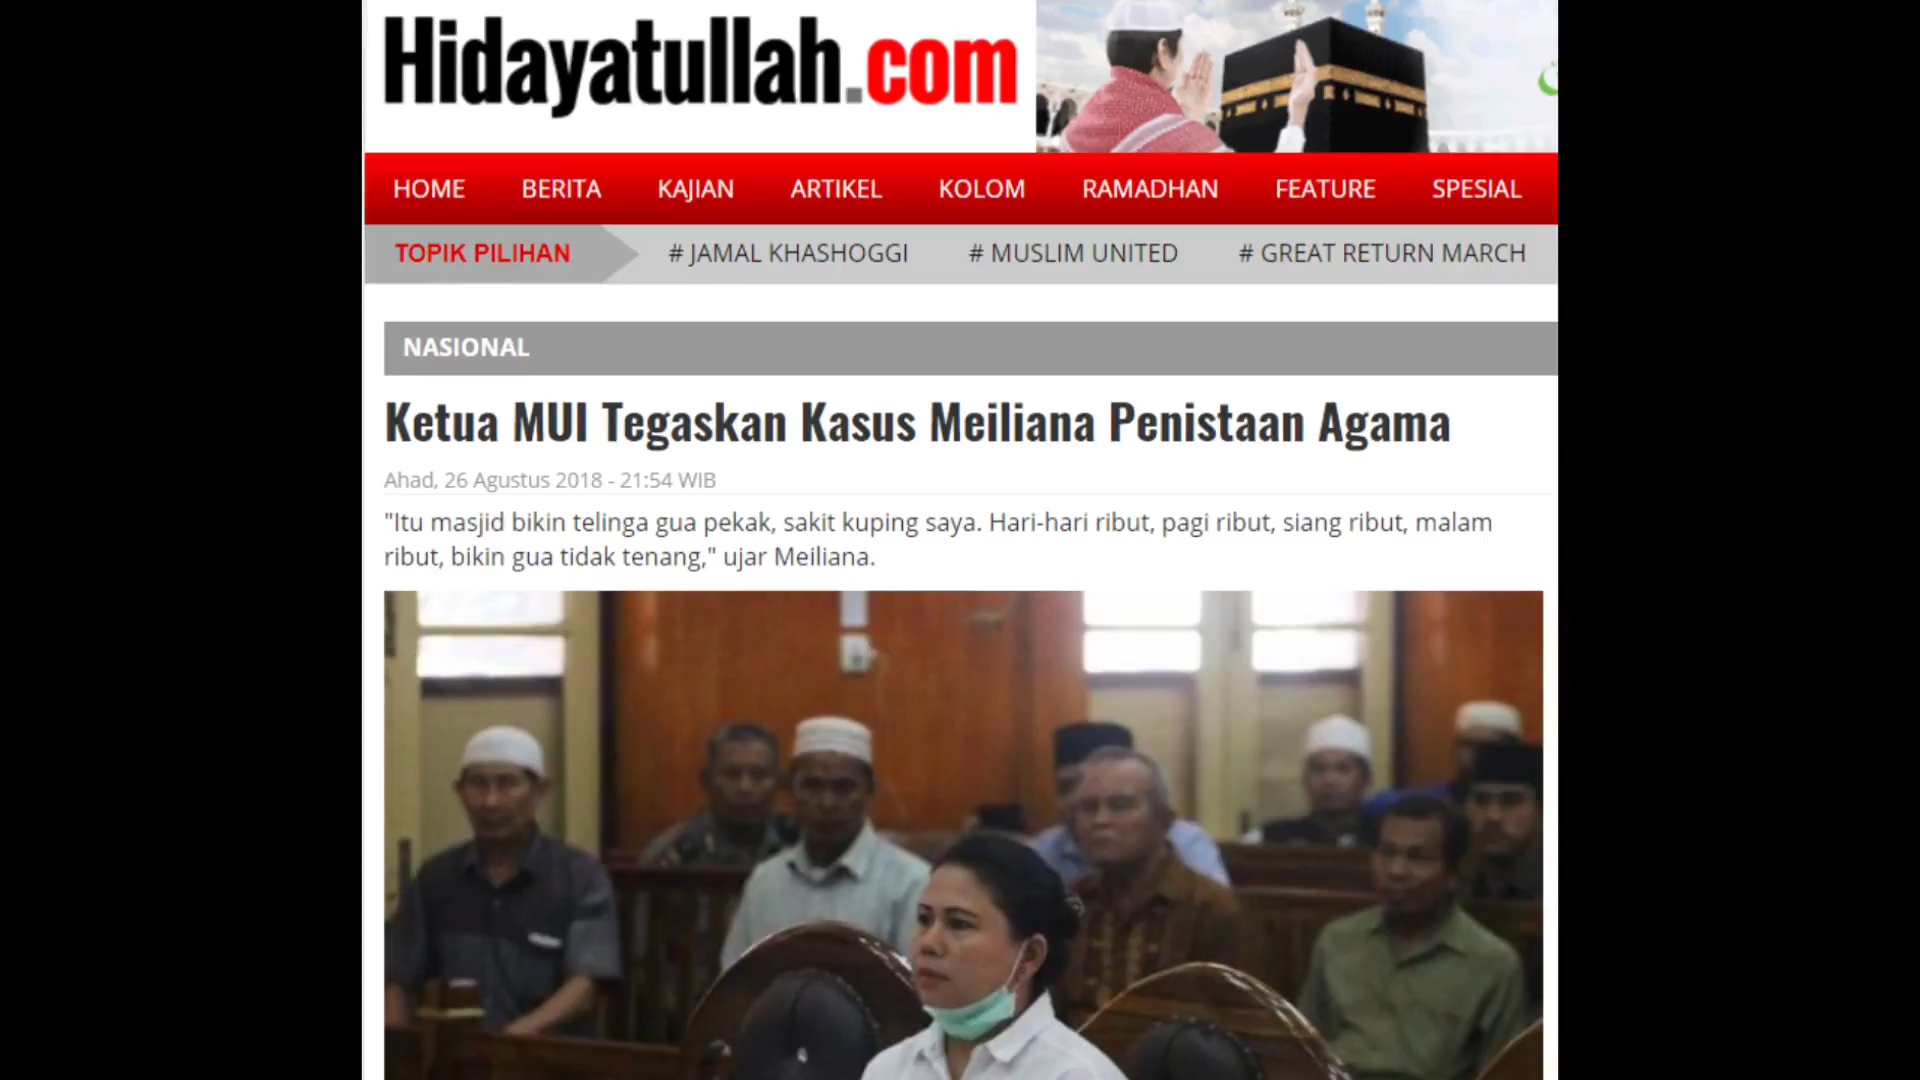 Hidayatullah.com
HOME BERITA KAJIAN ARTIKEL KOLOM RAMADHAN FEATURE SPESIAL
TOPIK PILIHAN # JAMAL KHASHOGGI # MUSLIM UNITED # GREAT RETURN MARCH
NASIONAL
Ketua MUI Tegaskan Kasus Meiliana Penistaan Agama
Ahad, 26 Agustus 2018 - 21:54 WIB
"Itu masjid bikin telinga gua pekak, sakit kuping saya. Hari-hari ribut, pagi ribut, siang ribut, malam
ribut, bikin gua tidak tenang," ujar Meiliana.